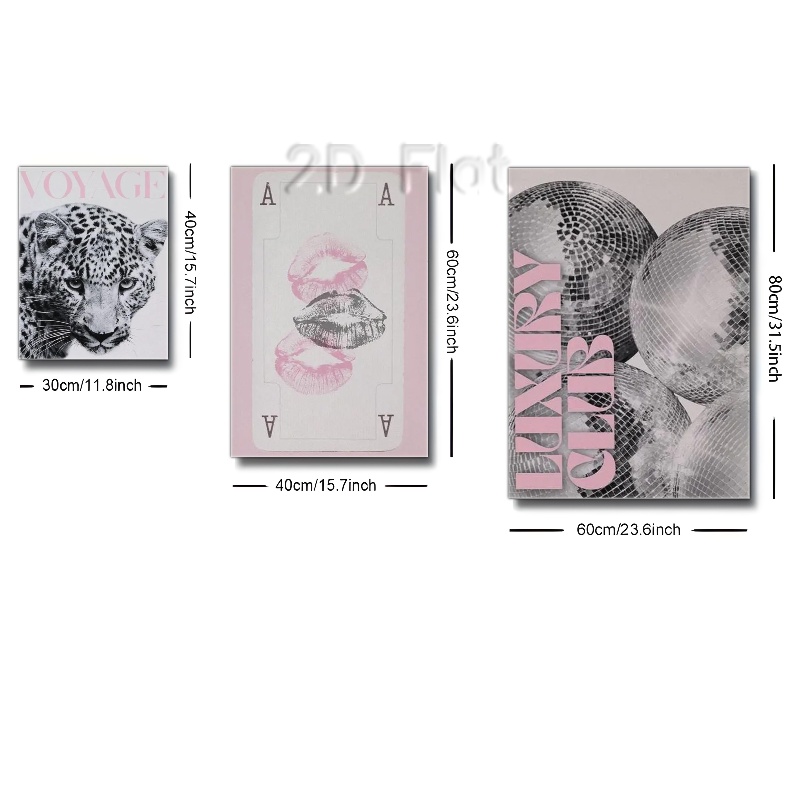 2D Flat
VOYAGE
40cm/15.7inch
30cm/11.8inch
A A
A A
60cm/23.6inch
40cm/15.7inch
LUXURY
CLUB
80cm/31.5inch
60cm/23.6inch